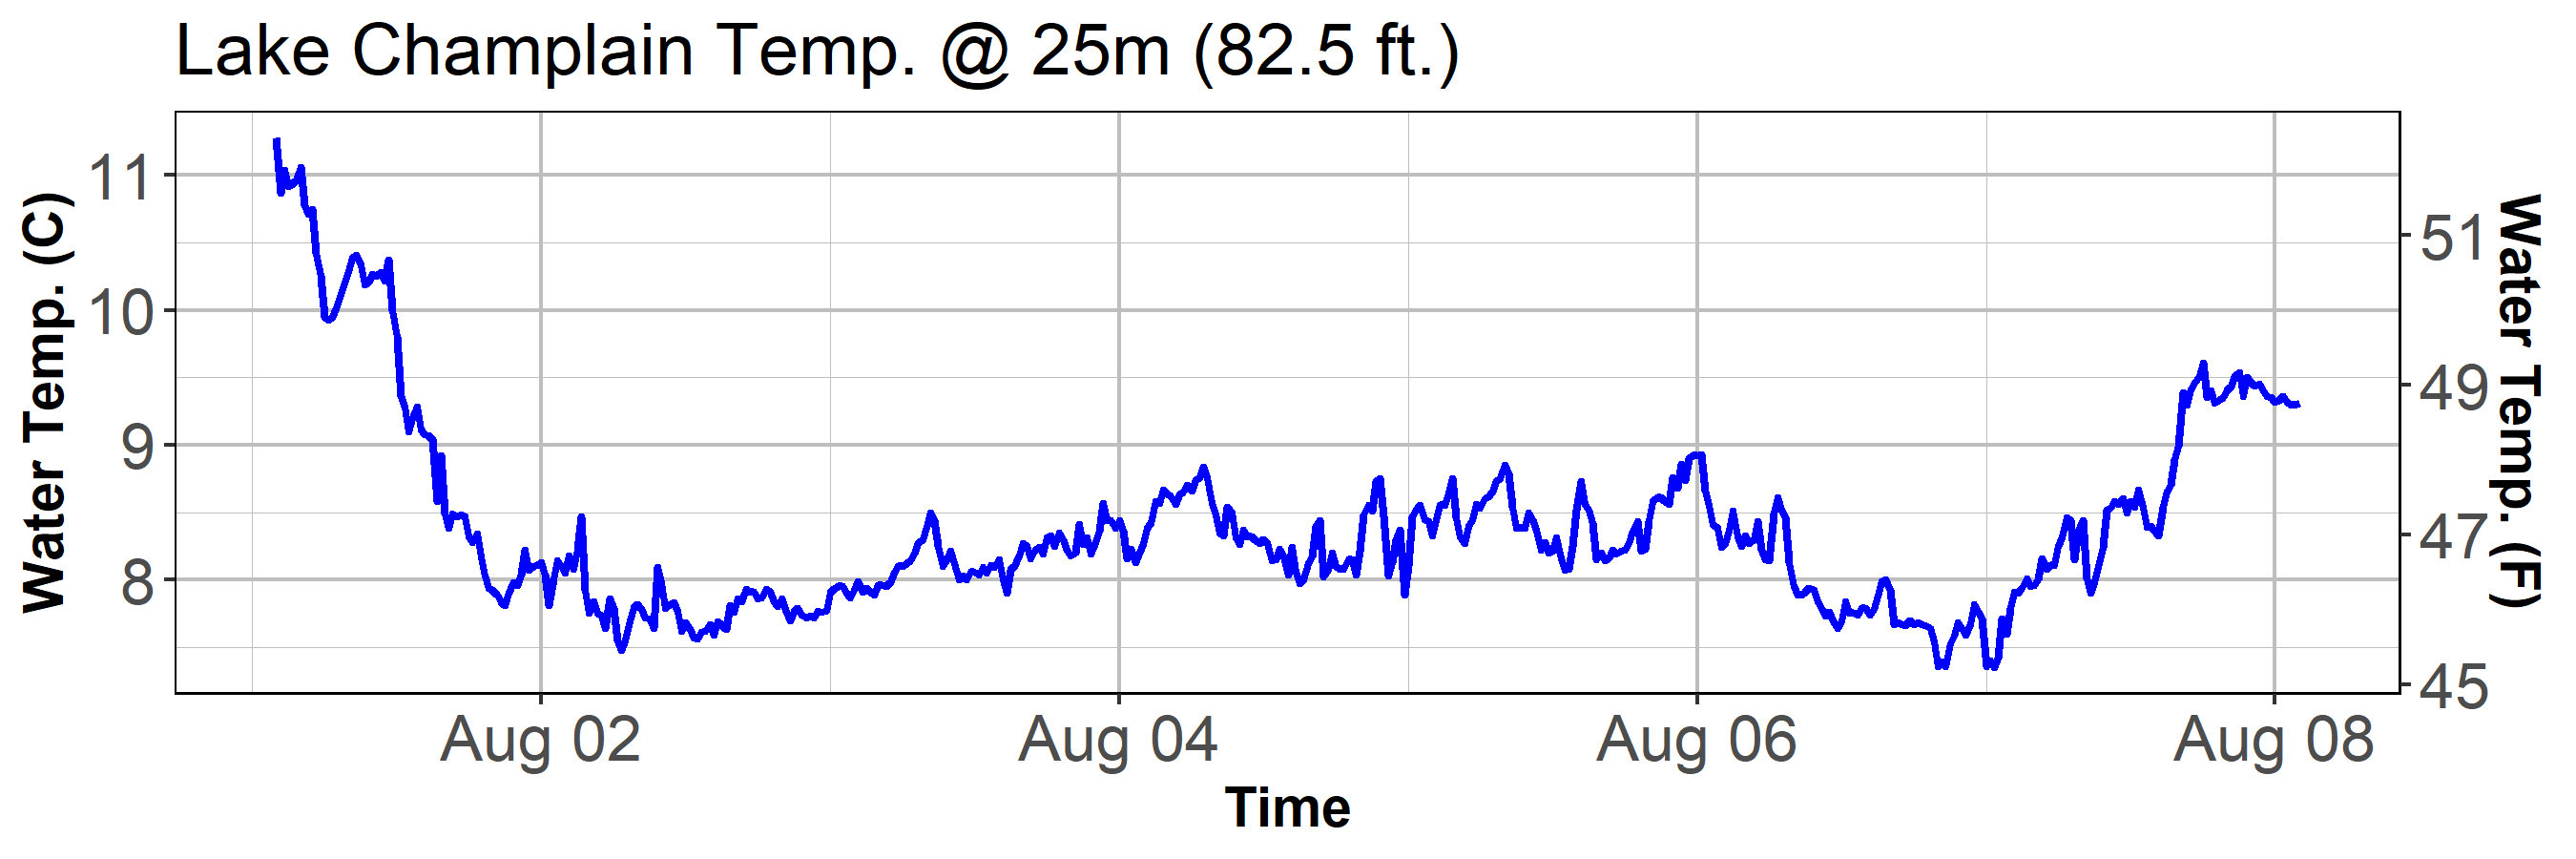 Lake Champlain Temp. @ 25m (82.5 ft.)
Water Temp. (C)
11
10
9
8
51
49
47
45
Water Temp. (F)
Aug 02 Aug 04 Aug 06 Aug 08
Time